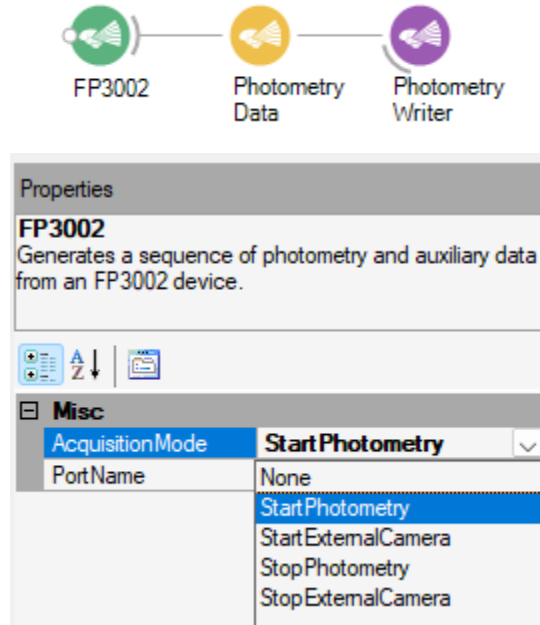 FP3002
Photometry
Data
Photometry
Writer
Properties
FP3002
Generates a sequence of photometry and auxiliary data
from an FP3002 device.
Misc
AcquisitionMode StartPhotometry
PortName
None
StartPhotometry
StartExternalCamera
StopPhotometry
StopExternalCamera